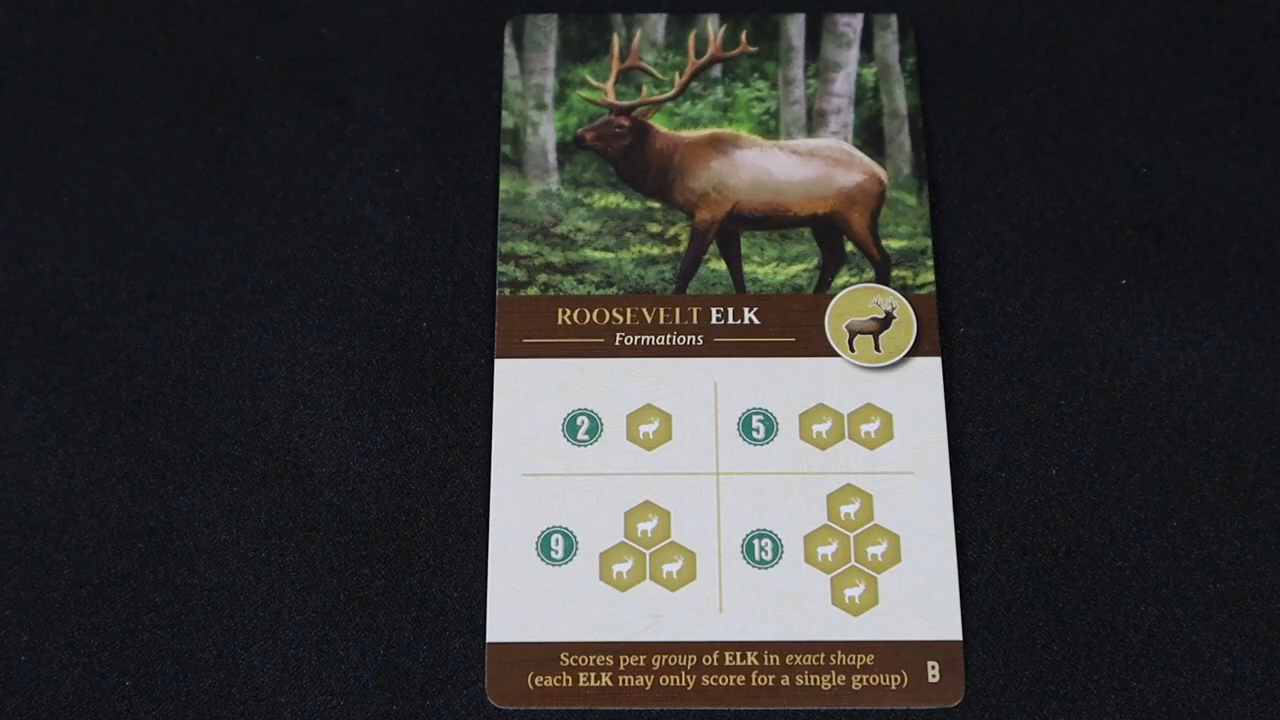 ROOSEVELT ELK
Formations
2
5
9
13
Scores per group of ELK in exact shape
(each ELK may only score for a single group)
B